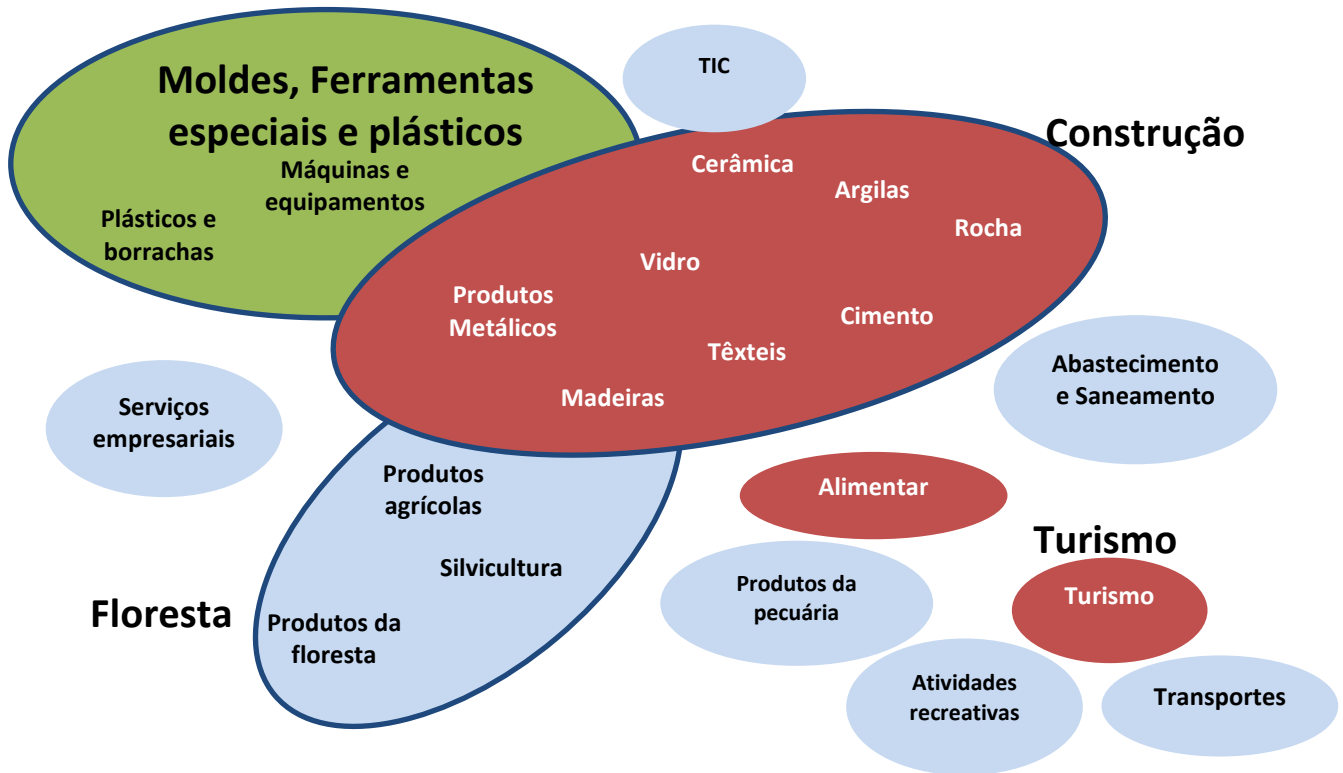 Moldes, Ferramentas
especiais e plásticos
Máquinas e
equipamentos
Plásticos e
borrachas
TIC
Construção
Cerâmica
Argilas
Rocha
Vidro
Produtos
Metálicos
Cimento
Têxteis
Madeiras
Abastecimento
e Saneamento
Serviços
empresariais
Produtos
agrícolas
Silvicultura
Floresta
Produtos da
floresta
Alimentar
Turismo
Turismo
Produtos da
pecuária
Atividades
recreativas
Transportes